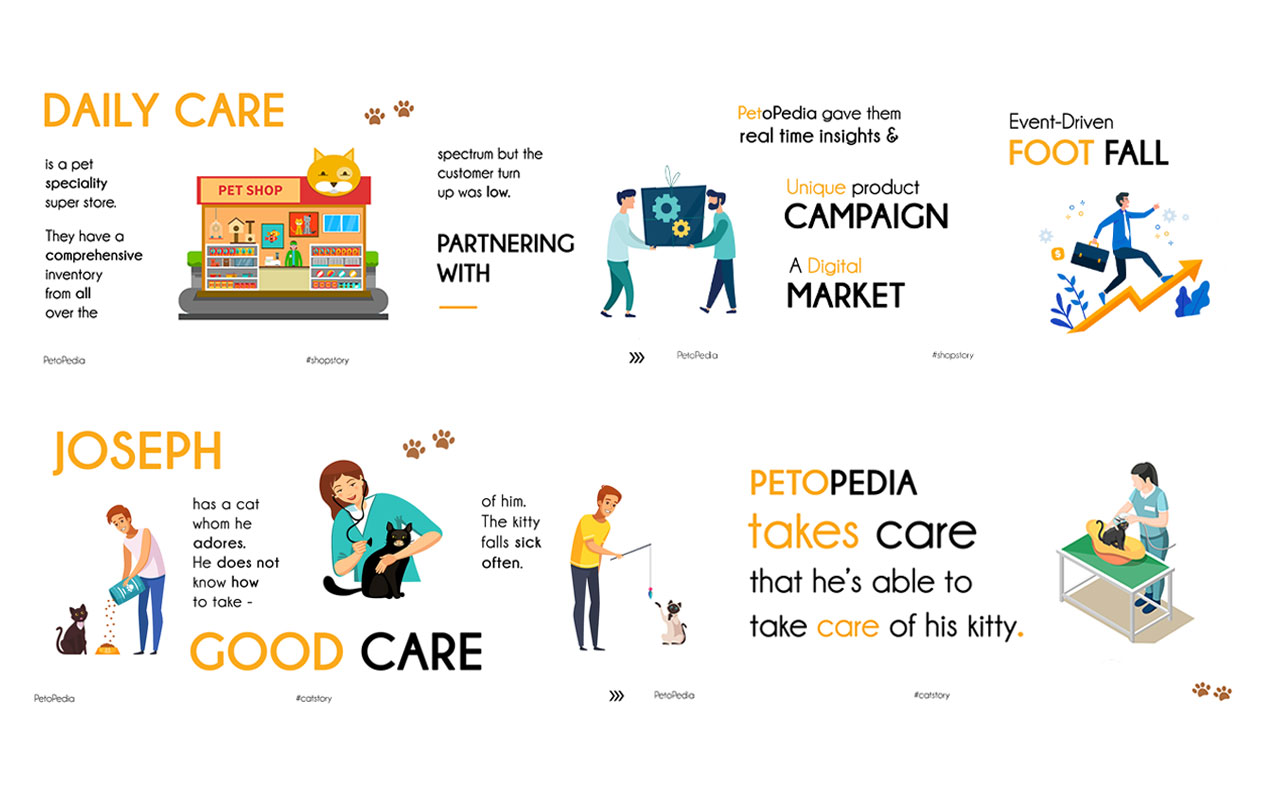 DAILY CARE
is a pet
speciality
super store.
They have a
comprehensive
inventory
from all
over the
PET SHOP
spectrum but the
customer turn
up was low.
PARTNERING
WITH
PetoPedia gave them
real time insights &
Unique product
CAMPAIGN
A Digital
MARKET
Event-Driven
FOOT FALL
$
PetoPedia
#shopstory
PetoPedia
#shopstory
JOSEPH
has a cat
whom he
adores.
He does not
know how
to take -
GOOD CARE
of him.
The kitty
falls sick
often.
PETOPEDIA
takes care
that he's able to
take care of his kitty.
PetoPedia
#catstory
PetoPedia
#catstory